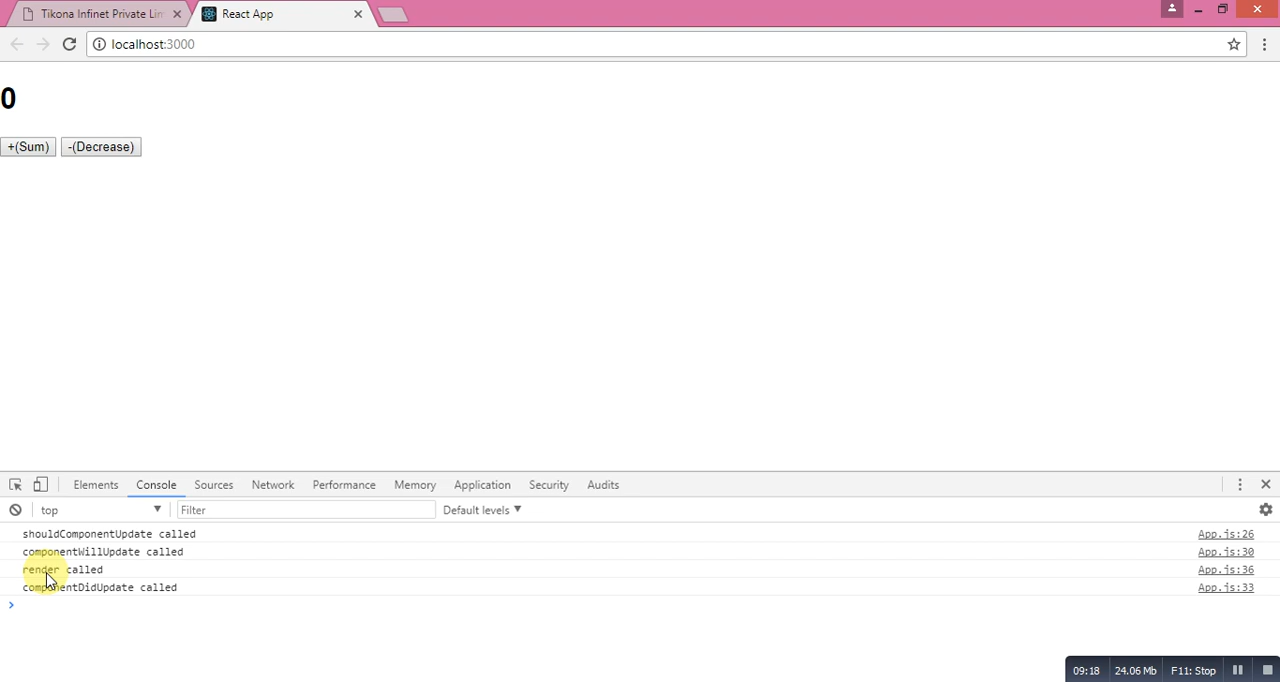 Tikona Infinet Private Lim
React App
localhost:3000
0
+(Sum) -(Decrease)
Elements Console Sources Network Performance Memory Application Security Audits
top Filter Default levels
shouldComponentUpdate called App.js:26
componentWillUpdate called App.js:30
render called App.js:36
componentDidUpdate called App.js:33
09:18 24.06 Mb F11: Stop